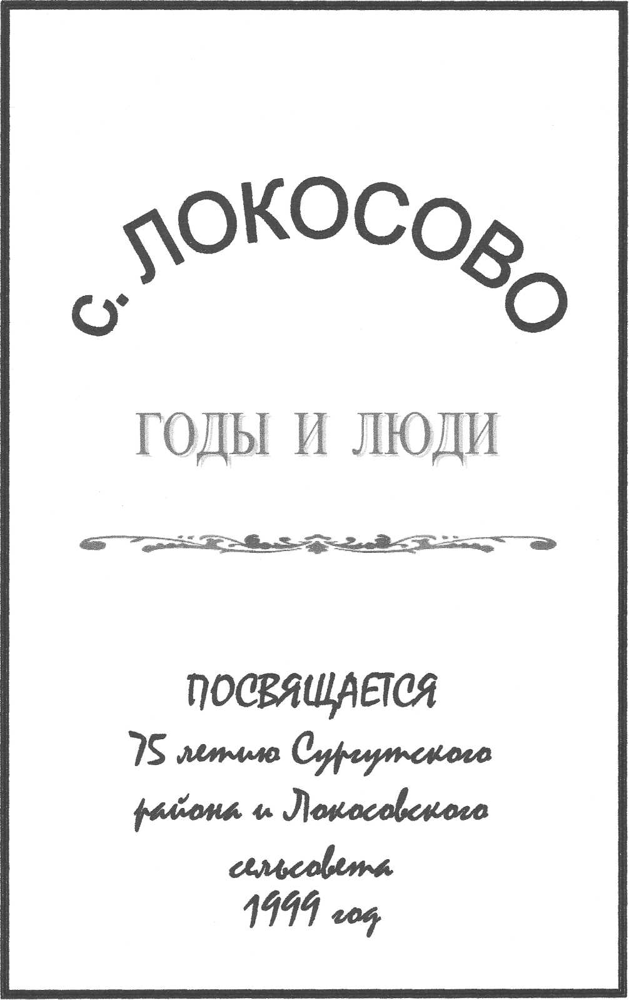 с. ЛОКОСОВО
ГОДЫ И ЛЮДИ
ПОСВЯЩАЕТСЯ
75 летию Сургутского
района и Локосовского
сельсовета
1999 год